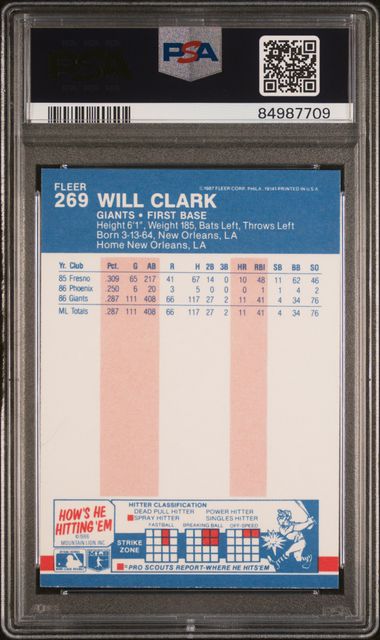 PSA
84987709
FLEER
269 WILL CLARK
©1987 FLEER CORP., PHILA., 19141 PRINTED IN U.S.A.
GIANTS • FIRST BASE
Height 6'1", Weight 185, Bats Left, Throws Left
Born 3-13-64, New Orleans, LA
Home New Orleans, LA
Yr. Club Pct. G AB R H 2B 3B HR RBI SB BB SO
85 Fresno .309 65 217 41 67 14 0 10 48 11 62 46
86 Phoenix .250 6 20 3 5 0 0 0 1 1 4 2
86 Giants .287 111 408 66 117 27 2 11 41 4 34 76
ML Totals .287 111 408 66 117 27 2 11 41 4 34 76
HOW'S HE
HITTING 'EM
©1986
MOUNTAIN LION, INC.
HITTER CLASSIFICATION
DEAD PULL HITTER POWER HITTER
SPRAY HITTER SINGLES HITTER
FASTBALL BREAKING BALL OFF-SPEED
STRIKE
ZONE
PRO SCOUTS REPORT-WHERE HE HITS 'EM